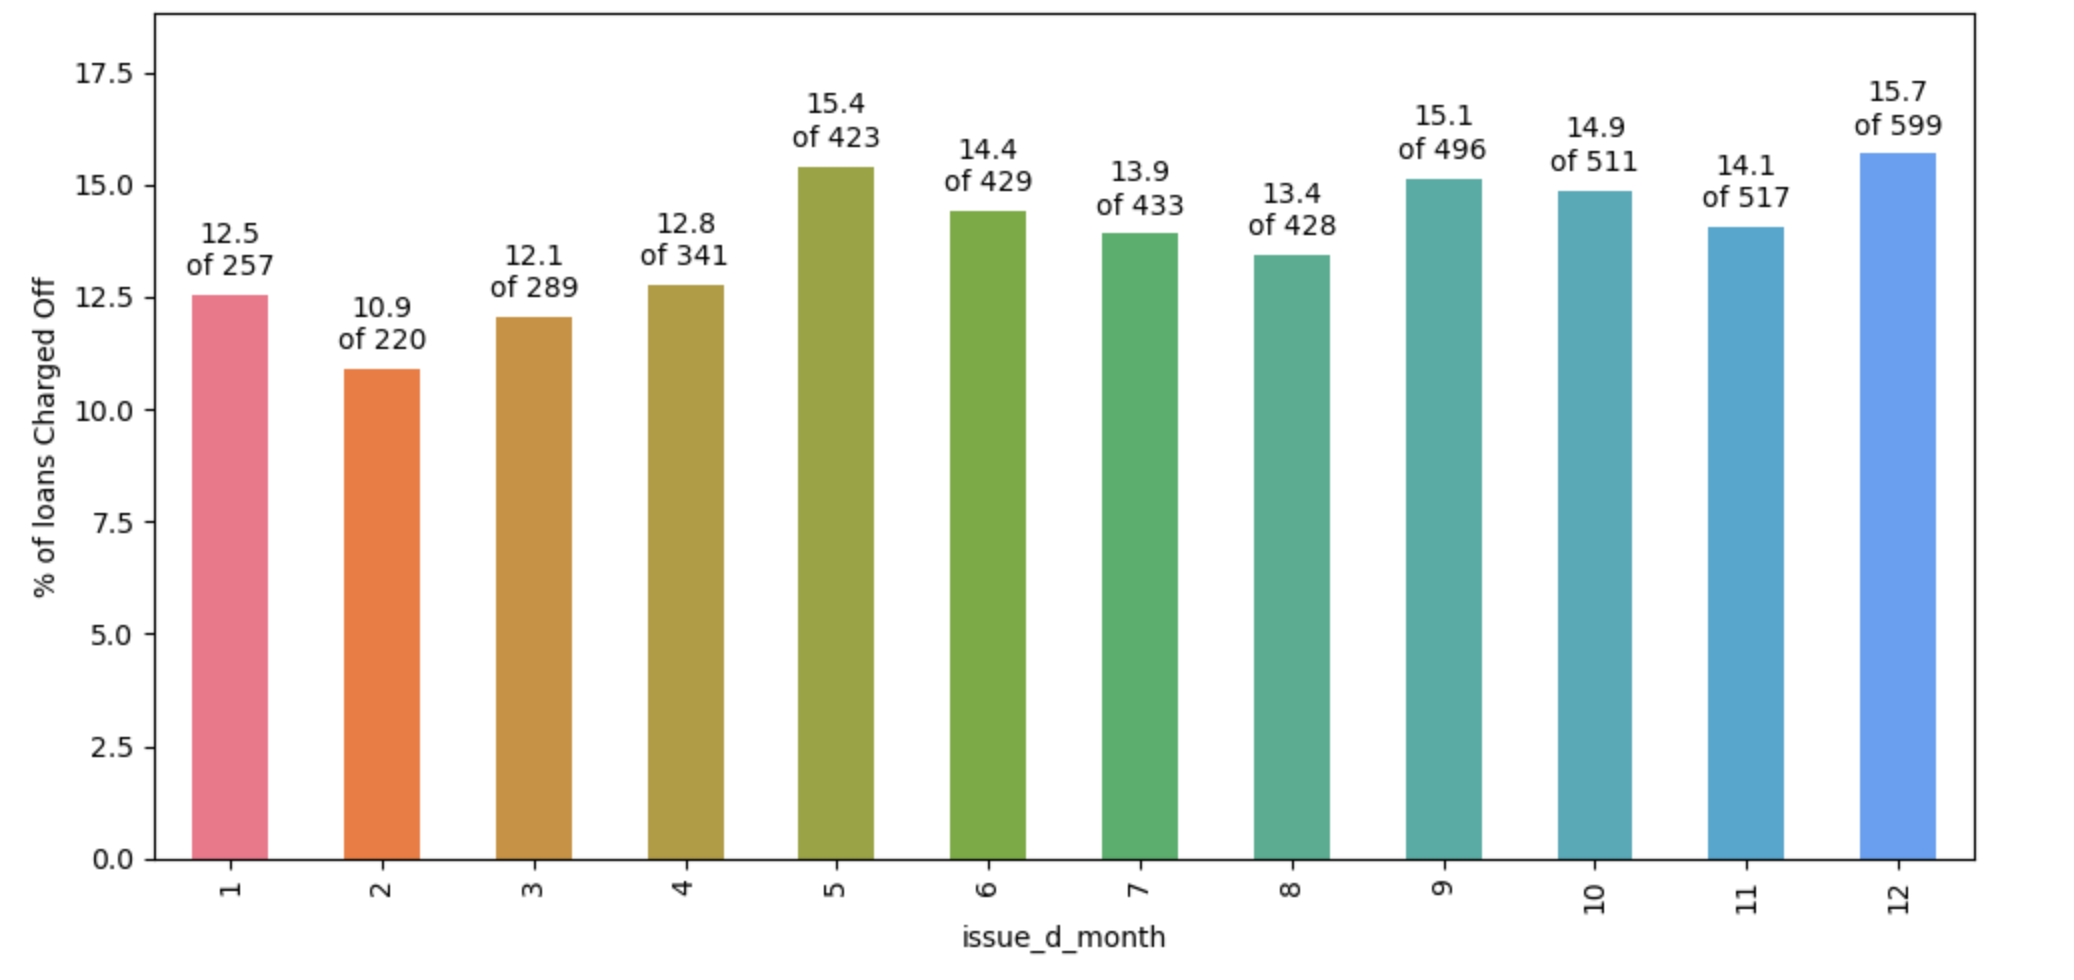 17.5
15.0
12.5
10.0
7.5
5.0
2.5
0.0
% of loans Charged Off
12.5
of 257
10.9
of 220
12.1
of 289
12.8
of 341
15.4
of 423
14.4
of 429
13.9
of 433
13.4
of 428
15.1
of 496
14.9
of 511
14.1
of 517
15.7
of 599
1
2
3
4
5
6
7
8
9
10
11
12
issue_d_month